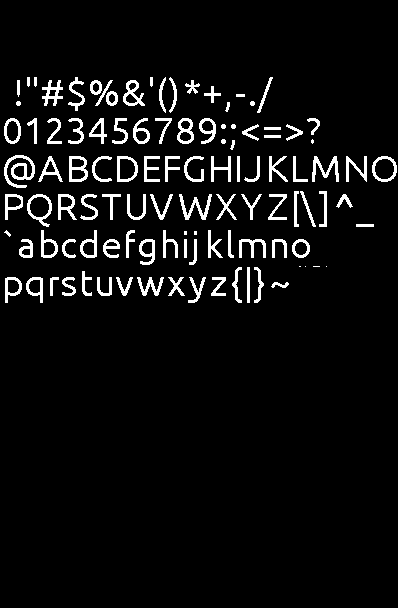 !"#$%&'()*+,-./
0123456789:;<=>?
@ABCDEFGHIJKLMNO
PQRSTUVWXYZ[\]^_
`abcdefghijklmno
pqrstuvwxyz{|}~